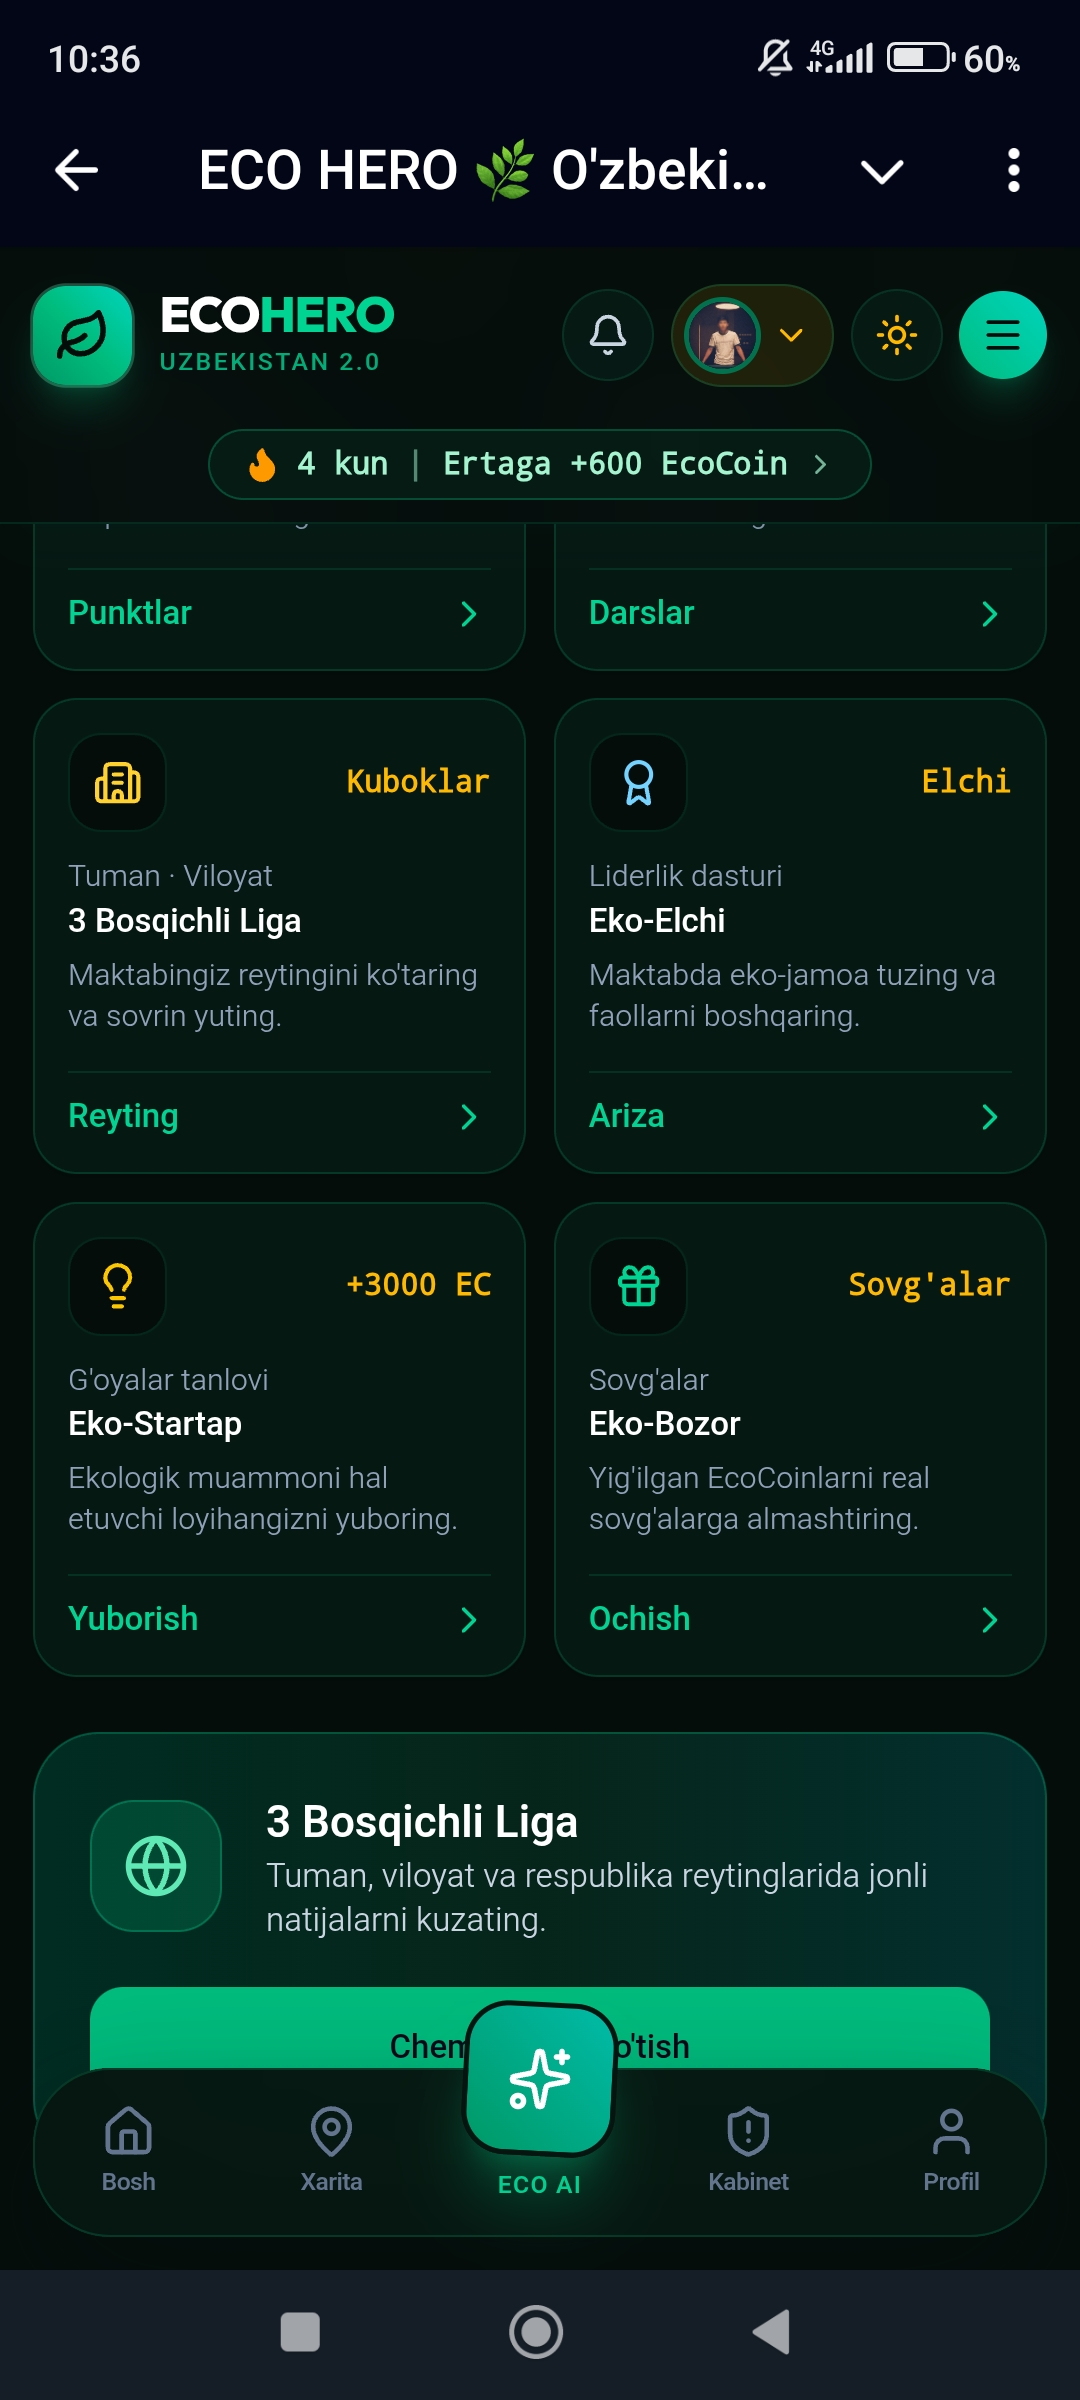 10:36
4G
60%
ECO HERO 🌿 O'zbeki...
ECOHERO
UZBEKISTAN 2.0
4 kun | Ertaga +600 EcoCoin
Punktlar
Darslar
Kuboklar
Tuman · Viloyat
3 Bosqichli Liga
Maktabingiz reytingini ko'taring
va sovrin yuting.
Reyting
Elchi
Liderlik dasturi
Eko-Elchi
Maktabda eko-jamoa tuzing va
faollarni boshqaring.
Ariza
+3000 EC
G'oyalar tanlovi
Eko-Startap
Ekologik muammoni hal
etuvchi loyihangizni yuboring.
Yuborish
Sovg'alar
Sovg'alar
Eko-Bozor
Yig'ilgan EcoCoinlarni real
sovg'alarga almashtiring.
Ochish
3 Bosqichli Liga
Tuman, viloyat va respublika reytinglarida jonli
natijalarni kuzating.
Bosh
Xarita
ECO AI
Kabinet
Profil